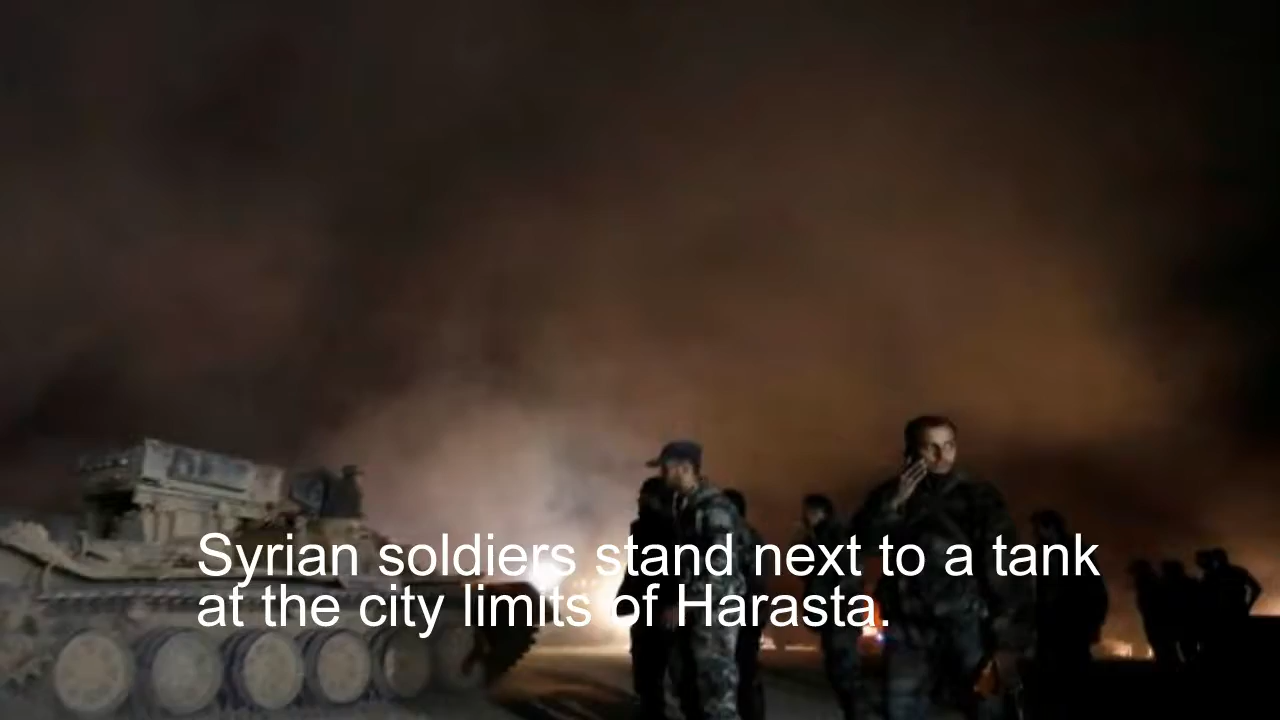 Syrian soldiers stand next to a tank
at the city limits of Harasta.